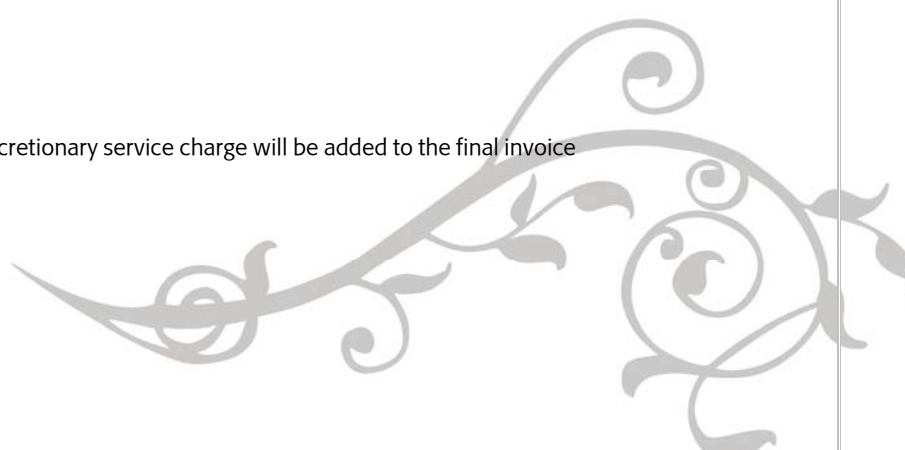 cretionary service charge will be added to the final invoice